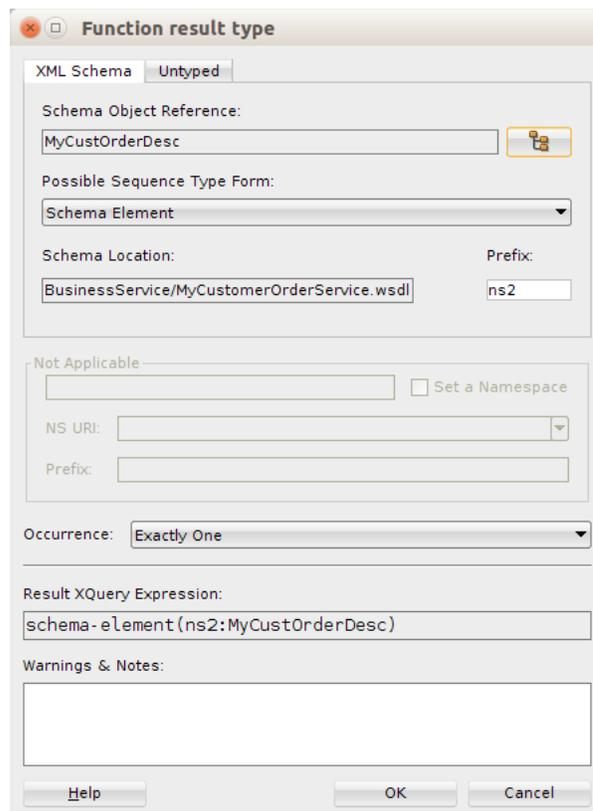 Function result type
XML Schema Untyped
Schema Object Reference:
MyCustOrderDesc
Possible Sequence Type Form:
Schema Element
Schema Location: Prefix:
BusinessService/MyCustomerOrderService.wsdl ns2
Not Applicable
Set a Namespace
NS URI:
Prefix:
Occurrence: Exactly One
Result XQuery Expression:
schema-element(ns2:MyCustOrderDesc)
Warnings & Notes:
Help OK Cancel